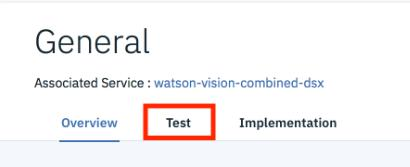 General
Associated Service : watson-vision-combined-dsx
Overview Test Implementation